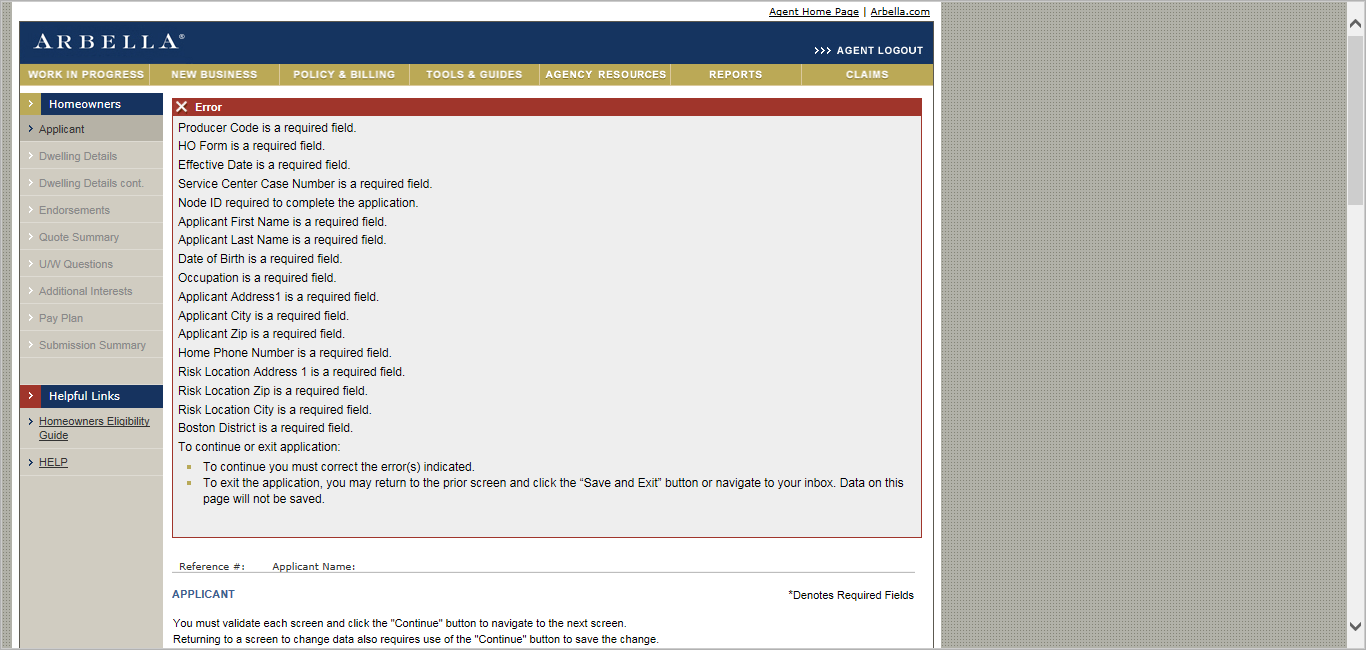 Agent Home Page | Arbella.com
ARBELLA®
>>> AGENT LOGOUT
WORK IN PROGRESS NEW BUSINESS POLICY & BILLING TOOLS & GUIDES AGENCY RESOURCES REPORTS CLAIMS
Homeowners
Applicant
Dwelling Details
Dwelling Details cont.
Endorsements
Quote Summary
U/W Questions
Additional Interests
Pay Plan
Submission Summary
Helpful Links
Homeowners Eligibility
Guide
HELP
Error
Producer Code is a required field.
HO Form is a required field.
Effective Date is a required field.
Service Center Case Number is a required field.
Node ID required to complete the application.
Applicant First Name is a required field.
Applicant Last Name is a required field.
Date of Birth is a required field.
Occupation is a required field.
Applicant Address1 is a required field.
Applicant City is a required field.
Applicant Zip is a required field.
Home Phone Number is a required field.
Risk Location Address 1 is a required field.
Risk Location Zip is a required field.
Risk Location City is a required field.
Boston District is a required field.
To continue or exit application:
To continue you must correct the error(s) indicated.
To exit the application, you may return to the prior screen and click the “Save and Exit” button or navigate to your inbox. Data on this
page will not be saved.
Reference #: Applicant Name:
APPLICANT
*Denotes Required Fields
You must validate each screen and click the "Continue" button to navigate to the next screen.
Returning to a screen to change data also requires use of the "Continue" button to save the change.